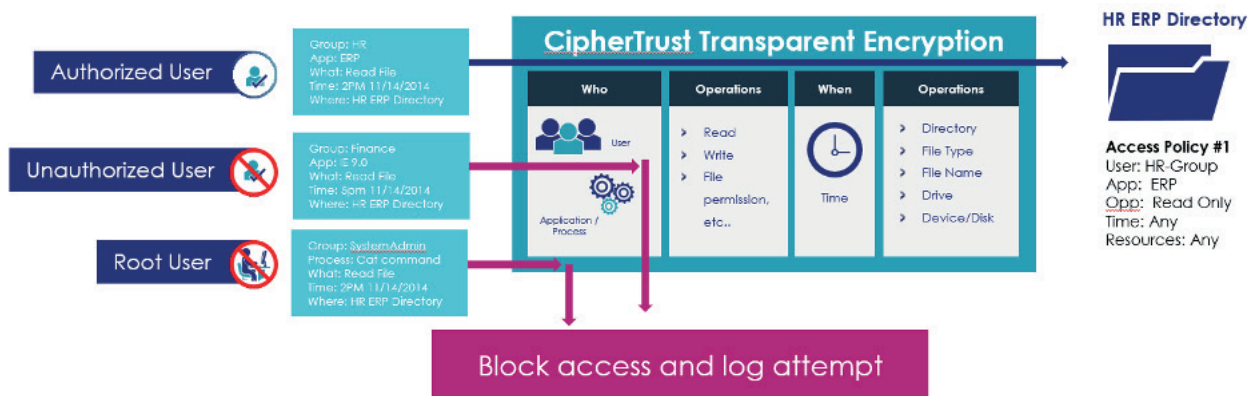 HR ERP Directory
CipherTrust Transparent Encryption
Authorized User
Group: HR
App: ERP
What: Read File
Time: 2PM 11/14/2014
Where: HR ERP Directory
Who
Operations
When
Operations
User
Application /
Process
Read
Write
File
permission,
etc..
Time
Directory
File Type
File Name
Drive
Device/Disk
Unauthorized User
Group: Finance
App: IE 9.0
What: Read File
Time: 5pm 11/14/2014
Where: HR ERP Directory
Root User
Group: SystemAdmin
Process: Cat command
What: Read File
Time: 2PM 11/14/2014
Where: HR ERP Directory
Access Policy #1
User: HR-Group
App: ERP
Opp: Read Only
Time: Any
Resources: Any
Block access and log attempt